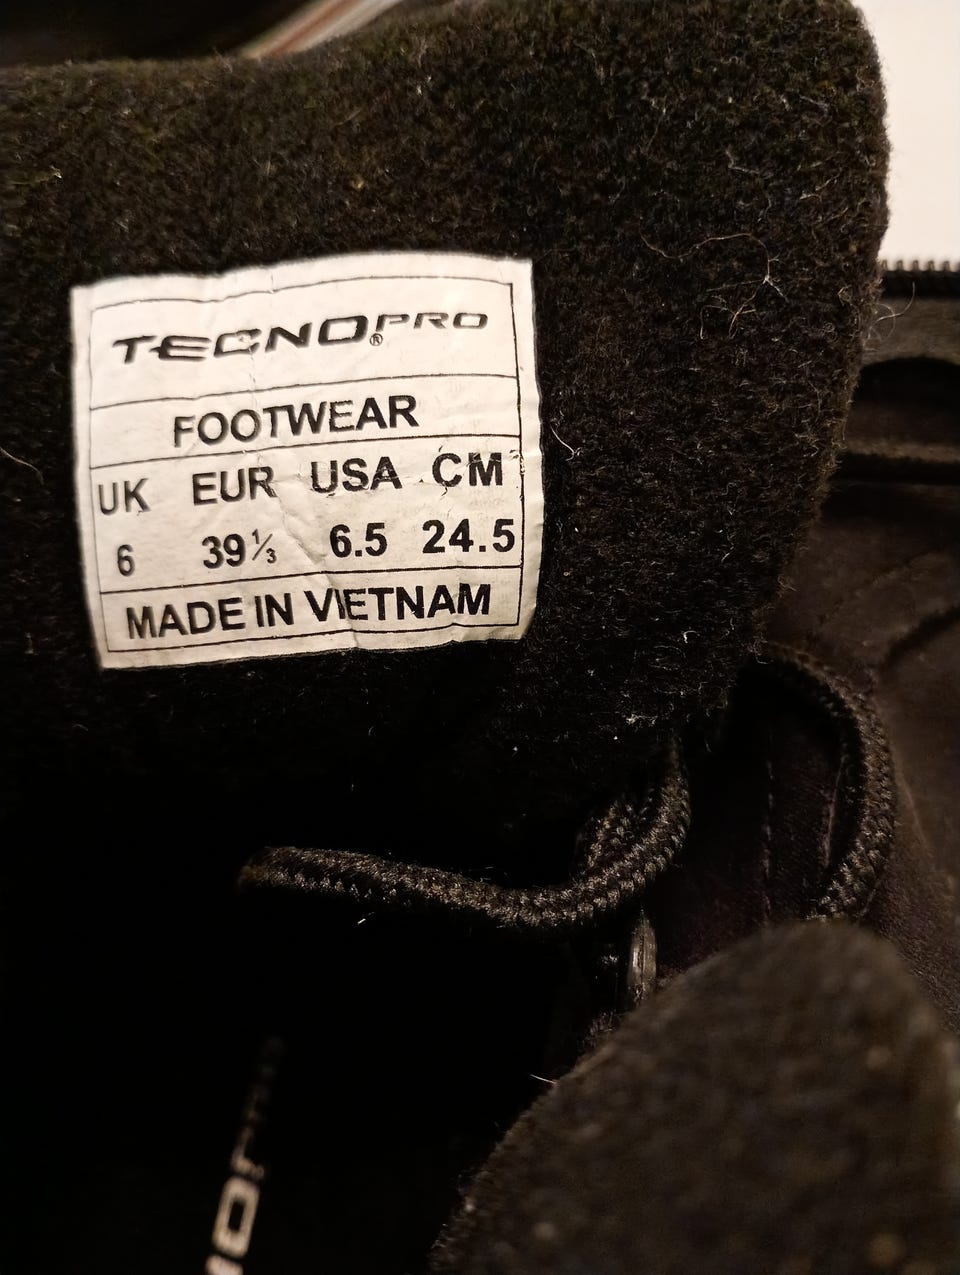 TECNOPRO®
FOOTWEAR
UK EUR USA CM
6 39⅓ 6.5 24.5
MADE IN VIETNAM